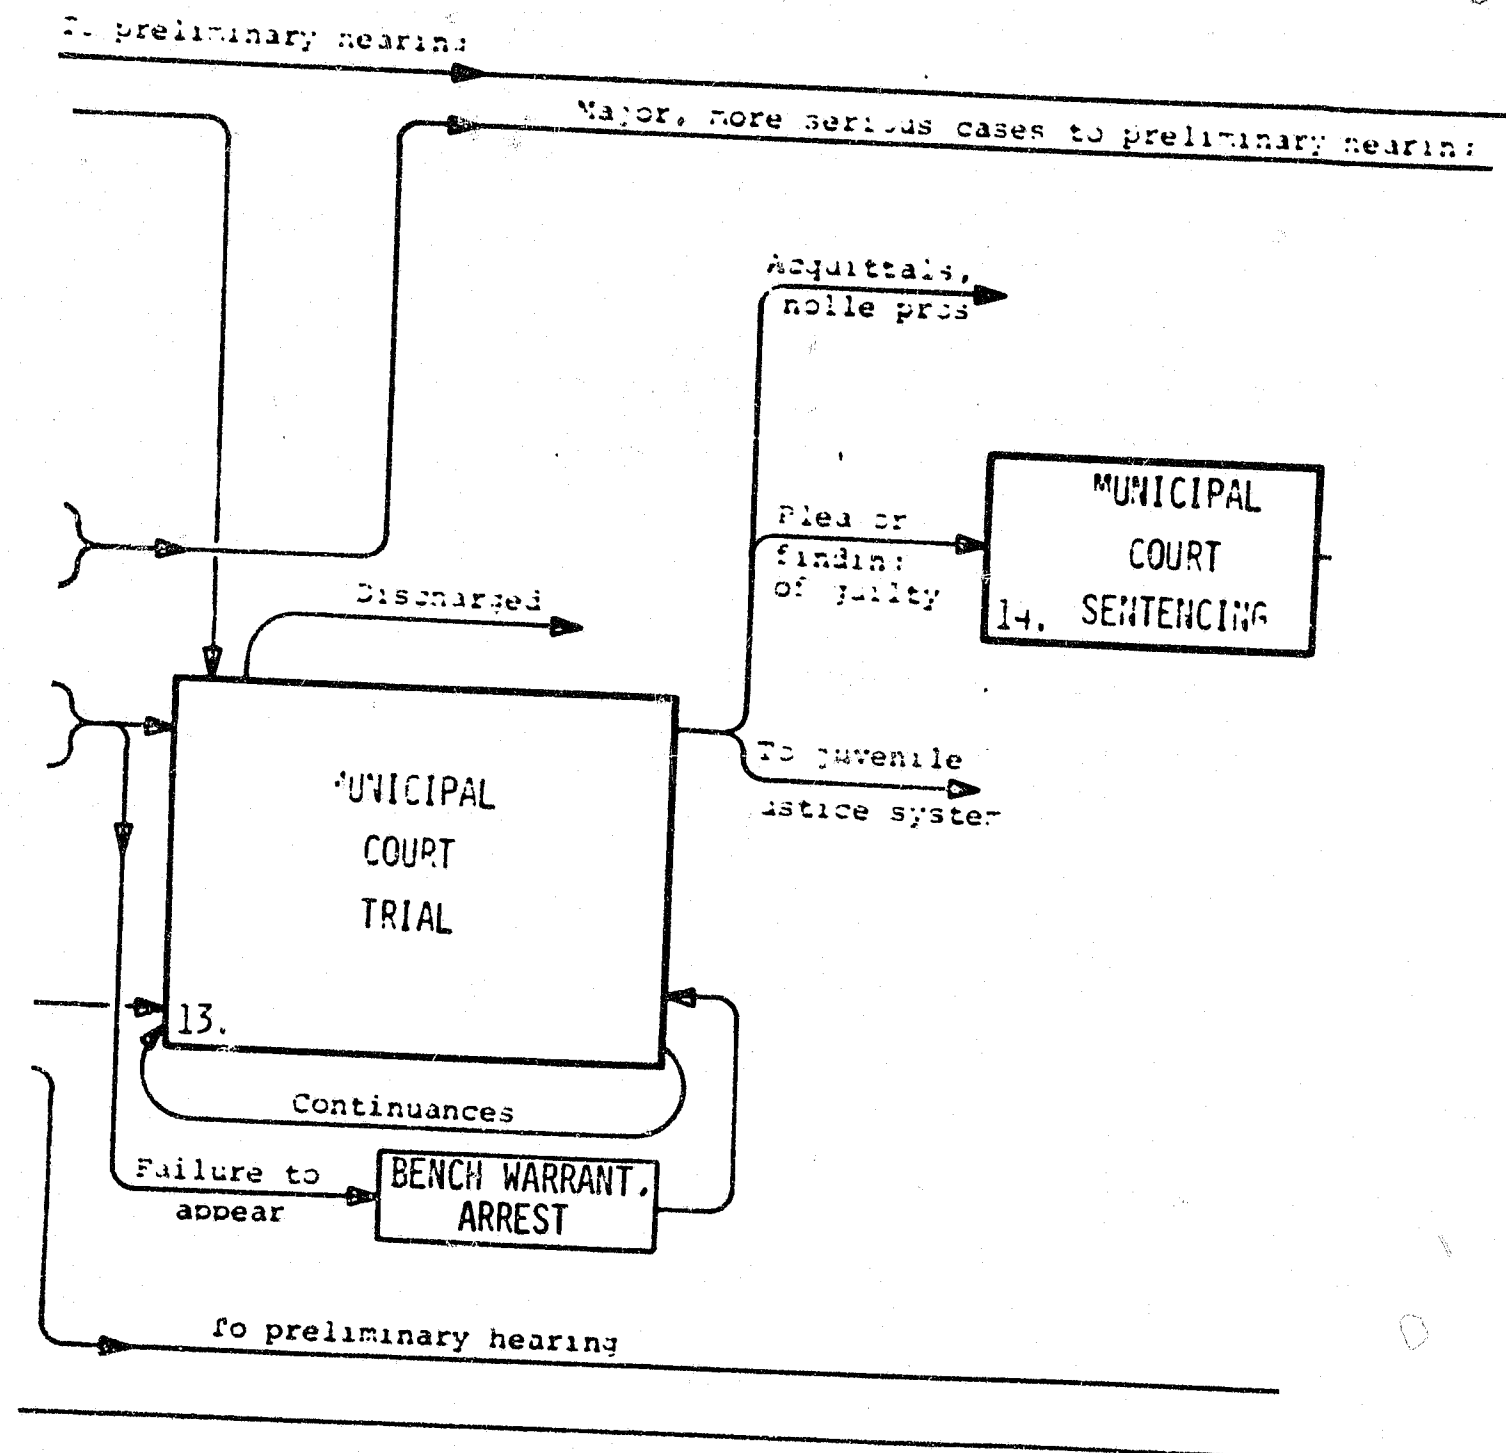 To preliminary hearing
Major, more serious cases to preliminary hearing
Acquittals,
nolle pros
MUNICIPAL
COURT
14. SENTENCING
Plea or
finding
of guilty
Discharged
To juvenile
justice system
MUNICIPAL
COURT
TRIAL
13.
Continuances
Failure to
appear
BENCH WARRANT,
ARREST
To preliminary hearing